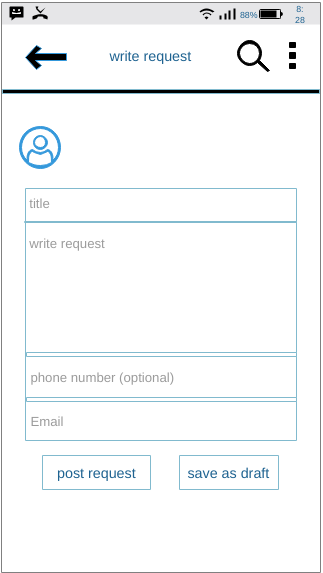 88%
8:
28
write request
title
write request
phone number (optional)
Email
post request
save as draft